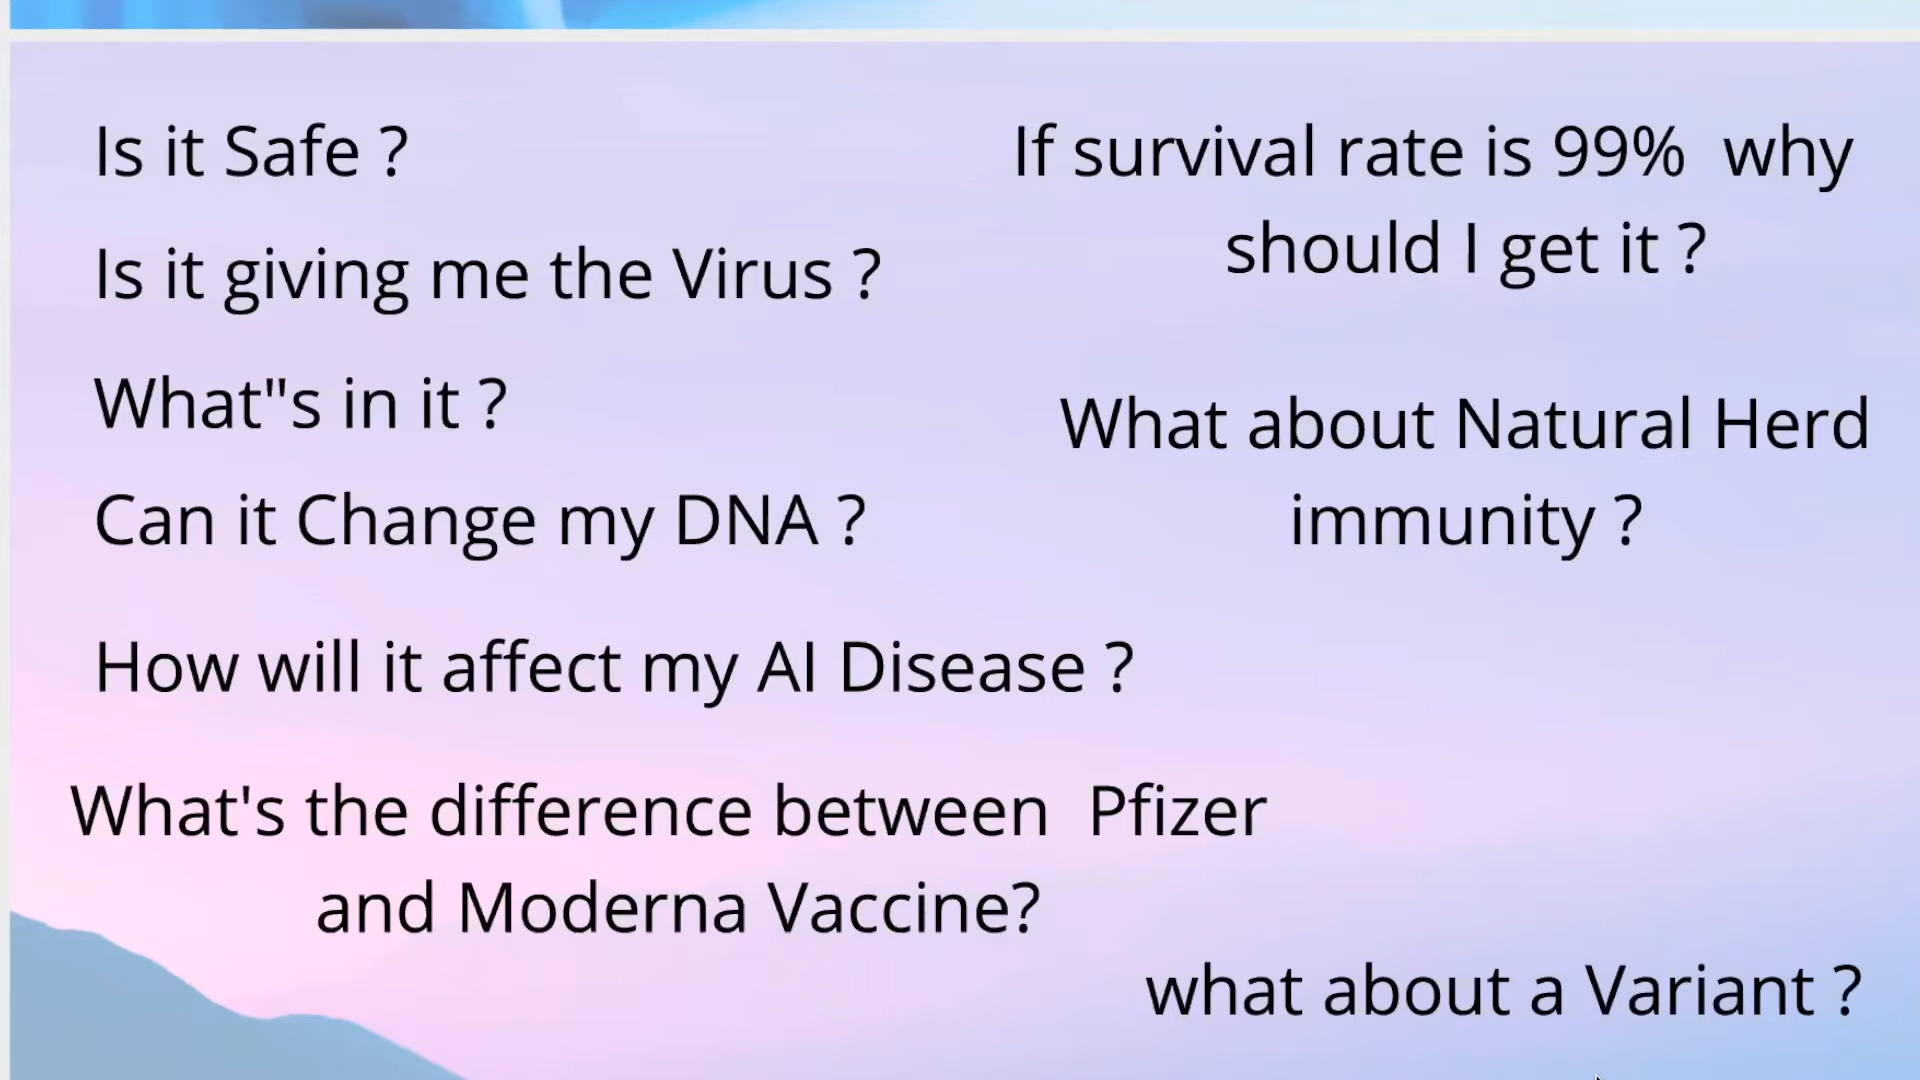 Is it Safe ?
Is it giving me the Virus ?
What"s in it ?
Can it Change my DNA ?
How will it affect my AI Disease ?
What's the difference between  Pfizer
and Moderna Vaccine?
If survival rate is 99%  why
should I get it ?
What about Natural Herd
immunity ?
what about a Variant ?